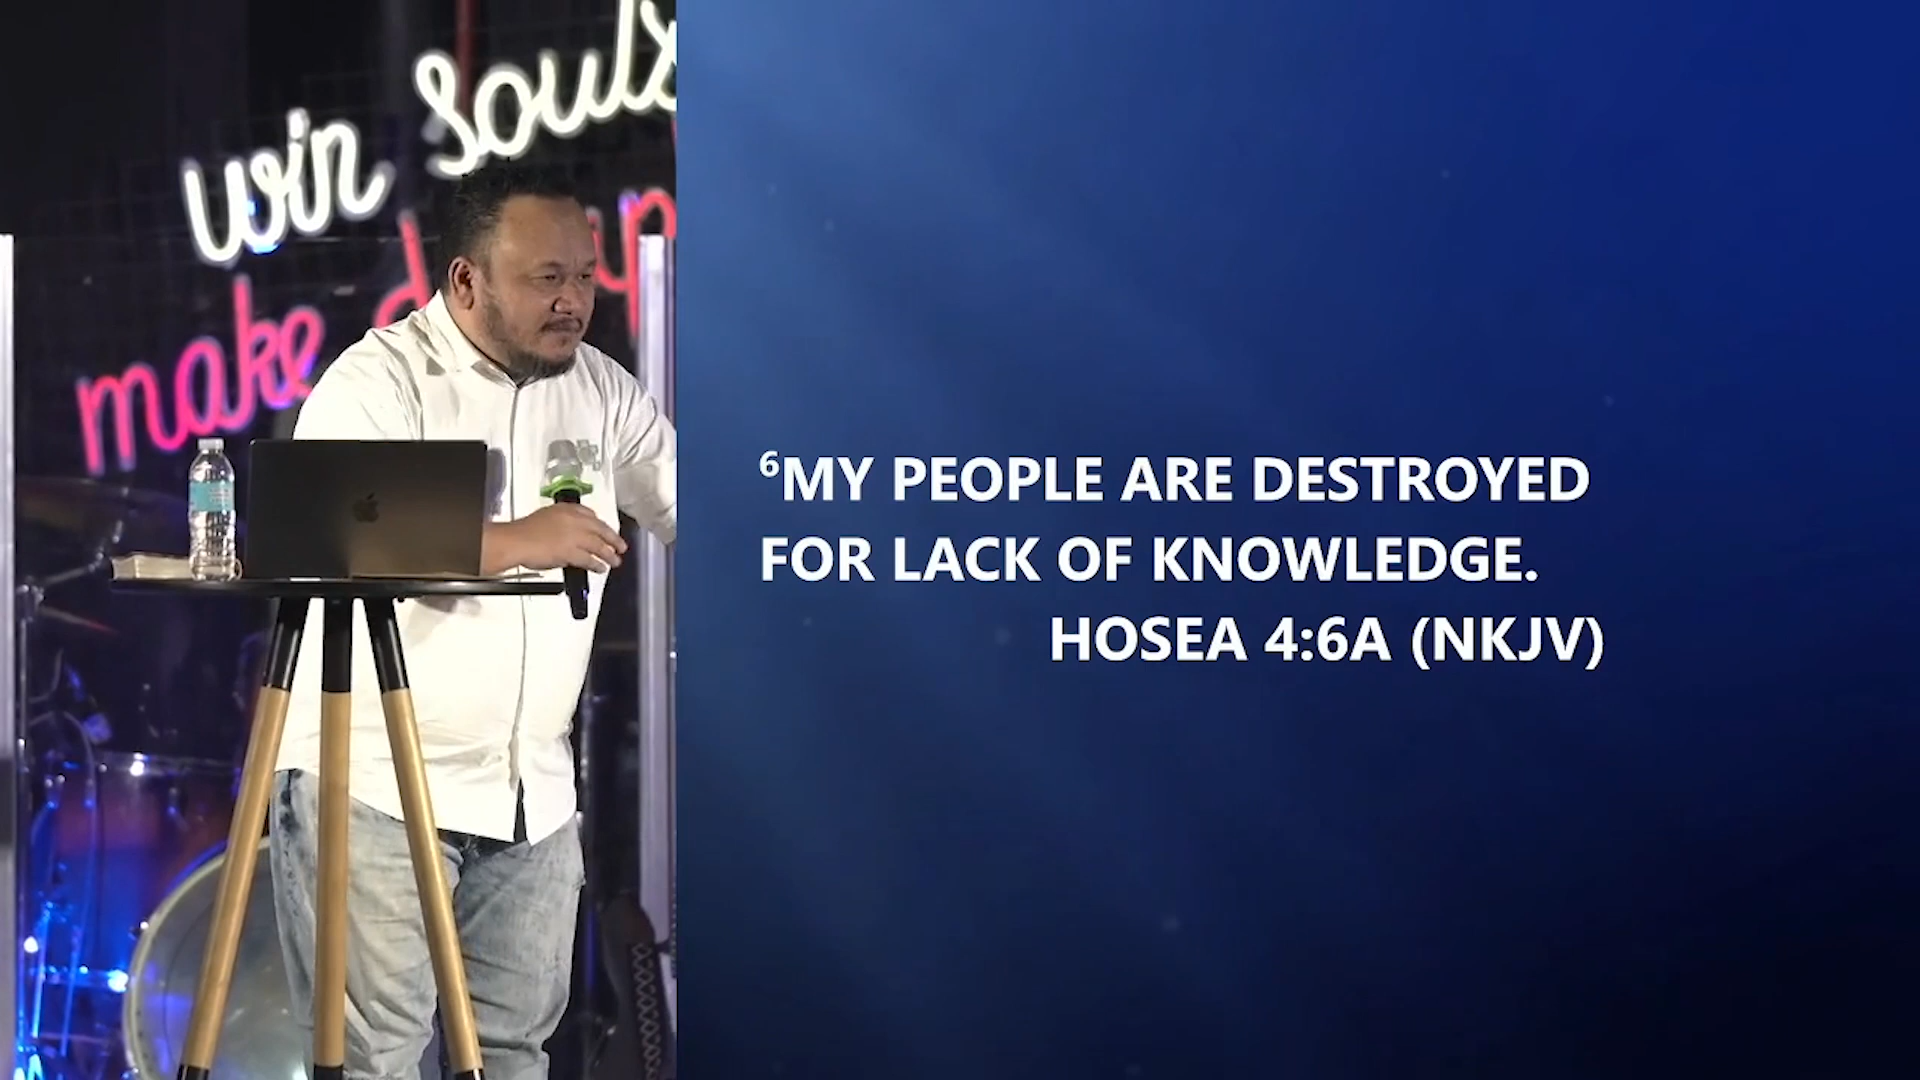 win souls
make
⁶MY PEOPLE ARE DESTROYED
FOR LACK OF KNOWLEDGE.
HOSEA 4:6A (NKJV)